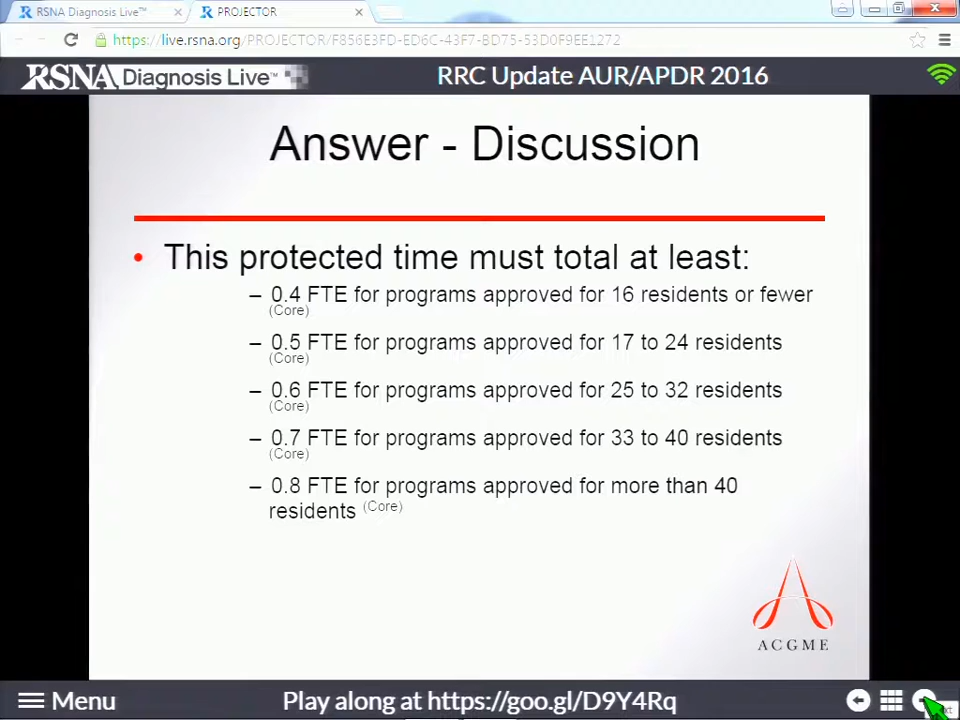 RSNA Diagnosis Live™
PROJECTOR
https://live.rsna.org/PROJECTOR/F856E3FD-ED6C-43F7-BD75-53D0F9EE1272
RSNA Diagnosis Live™
RRC Update AUR/APDR 2016
Answer - Discussion
• This protected time must total at least:
– 0.4 FTE for programs approved for 16 residents or fewer
(Core)
– 0.5 FTE for programs approved for 17 to 24 residents
(Core)
– 0.6 FTE for programs approved for 25 to 32 residents
(Core)
– 0.7 FTE for programs approved for 33 to 40 residents
(Core)
– 0.8 FTE for programs approved for more than 40
residents (Core)
ACGME
Menu
Play along at https://goo.gl/D9Y4Rq